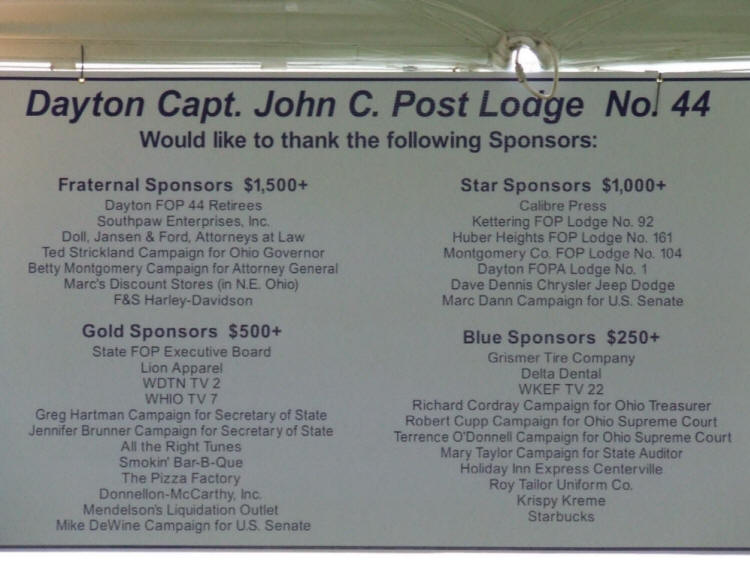 Dayton Capt. John C. Post Lodge No. 44
Would like to thank the following Sponsors:
Fraternal Sponsors $1,500+
Dayton FOP 44 Retirees
Southpaw Enterprises, Inc.
Doll, Jansen & Ford, Attorneys at Law
Ted Strickland Campaign for Ohio Governor
Betty Montgomery Campaign for Attorney General
Marc's Discount Stores (in N.E. Ohio)
F&S Harley-Davidson
Star Sponsors $1,000+
Calibre Press
Kettering FOP Lodge No. 92
Huber Heights FOP Lodge No. 161
Montgomery Co. FOP Lodge No. 104
Dayton FOPA Lodge No. 1
Dave Dennis Chrysler Jeep Dodge
Marc Dann Campaign for U.S. Senate
Gold Sponsors $500+
State FOP Executive Board
Lion Apparel
WDTN TV 2
WHIO TV 7
Greg Hartman Campaign for Secretary of State
Jennifer Brunner Campaign for Secretary of State
All the Right Tunes
Smokin' Bar-B-Que
The Pizza Factory
Donnellon-McCarthy, Inc.
Mendelson's Liquidation Outlet
Mike DeWine Campaign for U.S. Senate
Blue Sponsors $250+
Grismer Tire Company
Delta Dental
WKEF TV 22
Richard Cordray Campaign for Ohio Treasurer
Robert Cupp Campaign for Ohio Supreme Court
Terrence O'Donnell Campaign for Ohio Supreme Court
Mary Taylor Campaign for State Auditor
Holiday Inn Express Centerville
Roy Tailor Uniform Co.
Krispy Kreme
Starbucks